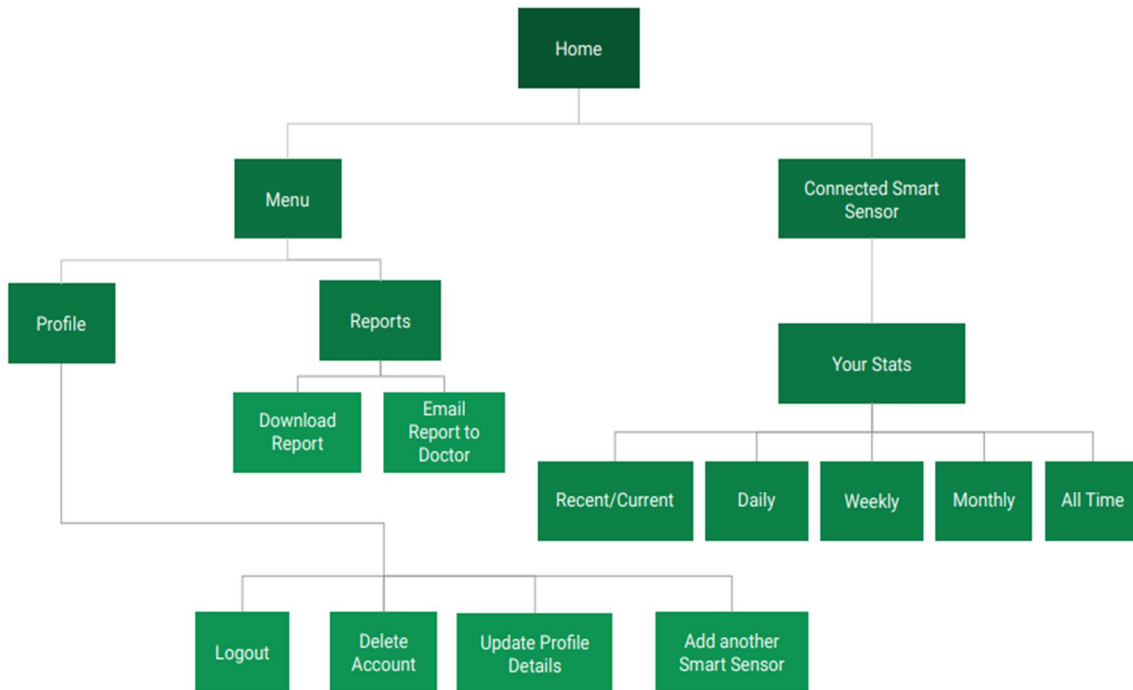 Home
Menu
Connected Smart
Sensor
Profile
Reports
Your Stats
Download
Report
Email
Report to
Doctor
Recent/Current
Daily
Weekly
Monthly
All Time
Logout
Delete
Account
Update Profile
Details
Add another
Smart Sensor